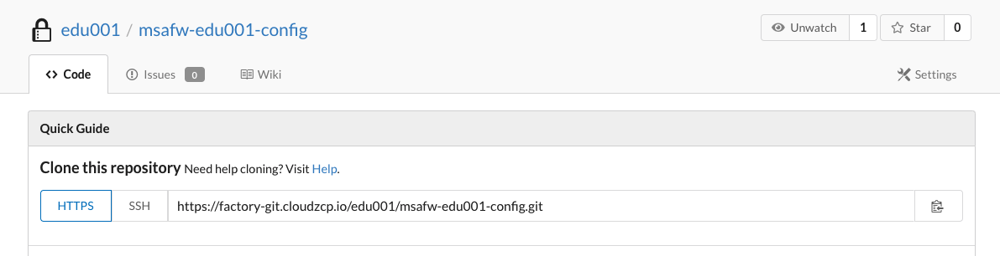 edu001 / msafw-edu001-config
Unwatch 1 Star 0
Code Issues 0 Wiki Settings
Quick Guide
Clone this repository Need help cloning? Visit Help.
HTTPS SSH https://factory-git.cloudzcp.io/edu001/msafw-edu001-config.git